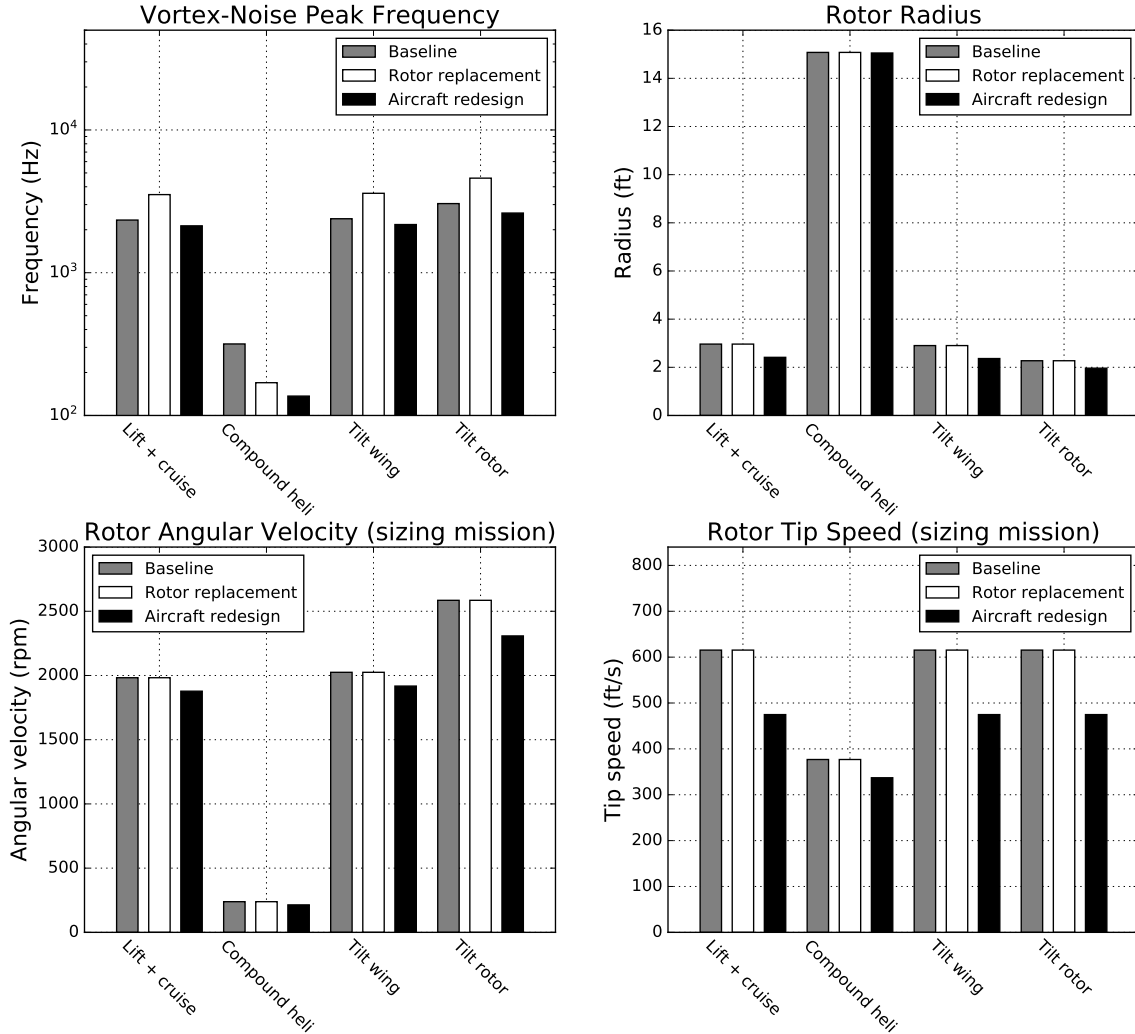 Vortex-Noise Peak Frequency
Frequency (Hz)
10^4
10^3
10^2
Baseline
Rotor replacement
Aircraft redesign
Lift + cruise
Compound heli
Tilt wing
Tilt rotor
Rotor Radius
Radius (ft)
16
14
12
10
8
6
4
2
0
Baseline
Rotor replacement
Aircraft redesign
Lift + cruise
Compound heli
Tilt wing
Tilt rotor
Rotor Angular Velocity (sizing mission)
Angular velocity (rpm)
3000
2500
2000
1500
1000
500
0
Baseline
Rotor replacement
Aircraft redesign
Lift + cruise
Compound heli
Tilt wing
Tilt rotor
Rotor Tip Speed (sizing mission)
Tip speed (ft/s)
800
700
600
500
400
300
200
100
0
Baseline
Rotor replacement
Aircraft redesign
Lift + cruise
Compound heli
Tilt wing
Tilt rotor